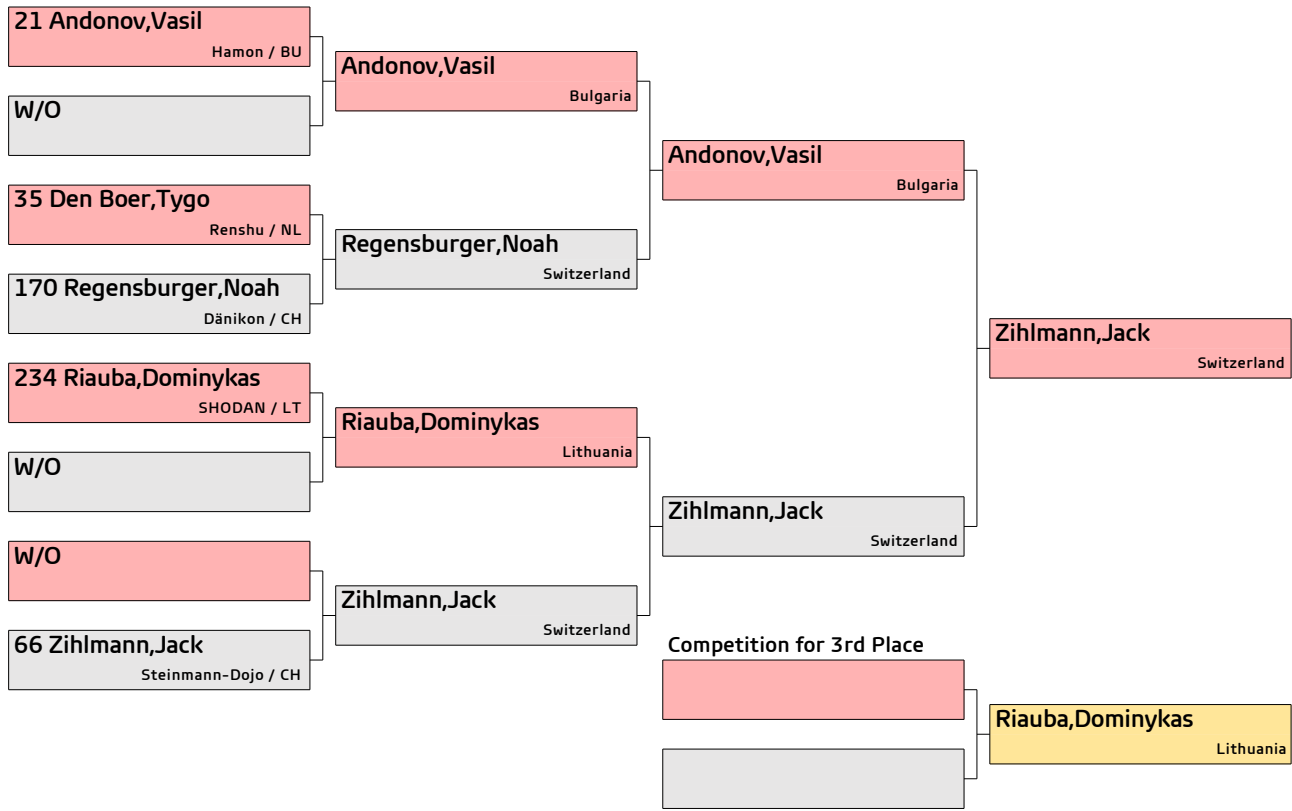 21 Andonov,Vasil
Hamon / BU
W/O
35 Den Boer,Tygo
Renshu / NL
170 Regensburger,Noah
Dänikon / CH
234 Riauba,Dominykas
SHODAN / LT
W/O
W/O
66 Zihlmann,Jack
Steinmann-Dojo / CH
Andonov,Vasil
Bulgaria
Regensburger,Noah
Switzerland
Riauba,Dominykas
Lithuania
Zihlmann,Jack
Switzerland
Andonov,Vasil
Bulgaria
Zihlmann,Jack
Switzerland
Zihlmann,Jack
Switzerland
Competition for 3rd Place
Riauba,Dominykas
Lithuania